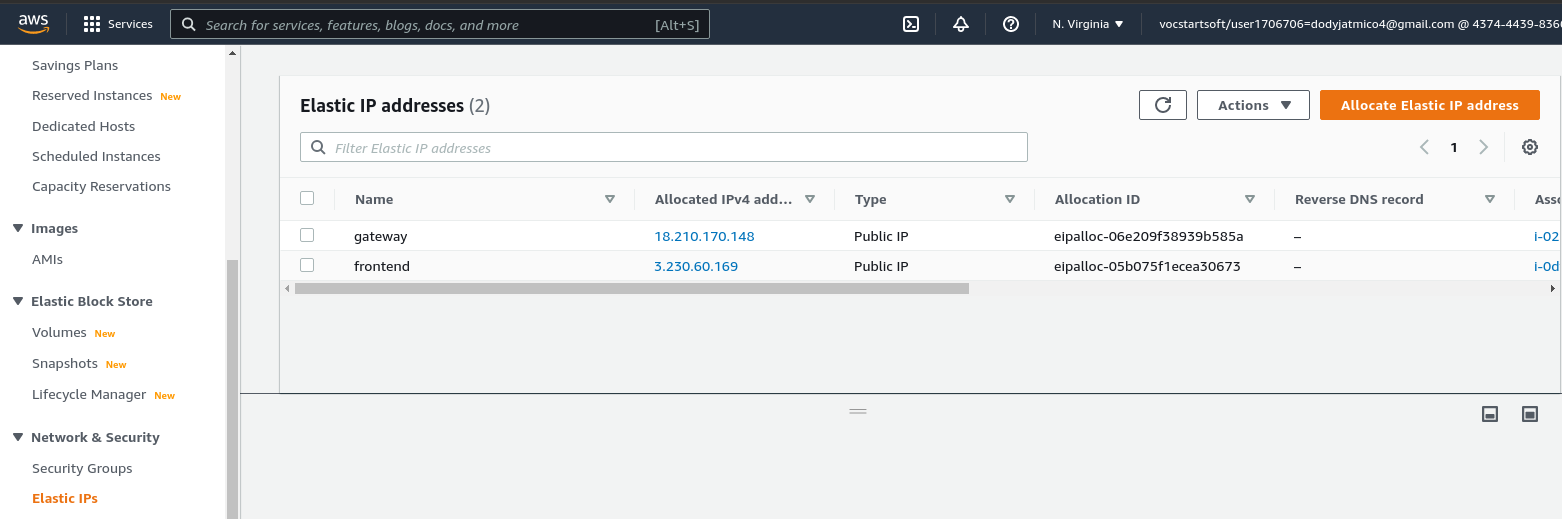 aws Services Search for services, features, blogs, docs, and more [Alt+S] N. Virginia vocstartsoft/user1706706=dodyjatmico4@gmail.com @ 4374-4439-836
Savings Plans
Reserved Instances New
Dedicated Hosts
Scheduled Instances
Capacity Reservations
Images
AMIs
Elastic Block Store
Volumes New
Snapshots New
Lifecycle Manager New
Network & Security
Security Groups
Elastic IPs
Elastic IP addresses (2) Actions Allocate Elastic IP address
Filter Elastic IP addresses 1
Name Allocated IPv4 add... Type Allocation ID Reverse DNS record Asso
gateway 18.210.170.148 Public IP eipalloc-06e209f38939b585a – i-02
frontend 3.230.60.169 Public IP eipalloc-05b075f1ecea30673 – i-0d